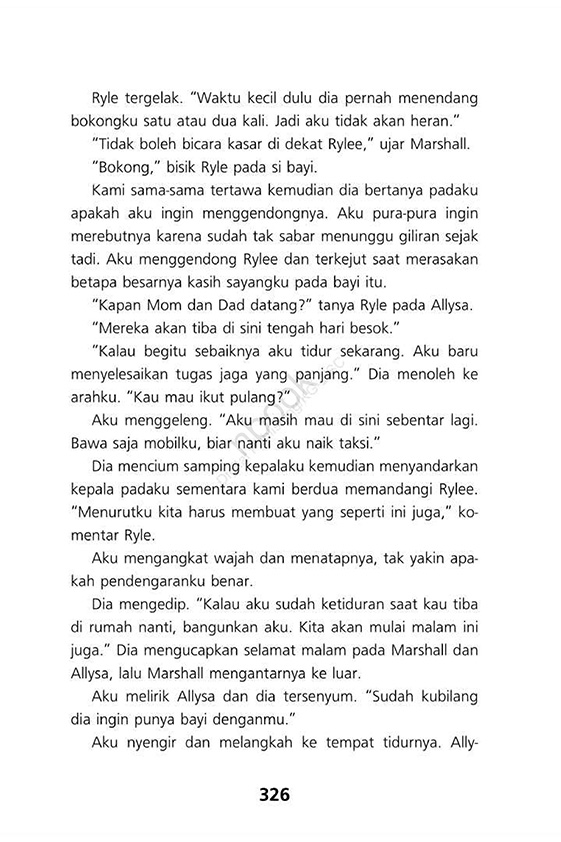 Ryle tergelak. “Waktu kecil dulu dia pernah menendang
bokongku satu atau dua kali. Jadi aku tidak akan heran.”
“Tidak boleh bicara kasar di dekat Rylee,” ujar Marshall.
“Bokong,” bisik Ryle pada si bayi.
Kami sama-sama tertawa kemudian dia bertanya padaku
apakah aku ingin menggendongnya. Aku pura-pura ingin
merebutnya karena sudah tak sabar menunggu giliran sejak
tadi. Aku menggendong Rylee dan terkejut saat merasakan
betapa besarnya kasih sayangku pada bayi itu.
“Kapan Mom dan Dad datang?” tanya Ryle pada Allysa.
“Mereka akan tiba di sini tengah hari besok.”
“Kalau begitu sebaiknya aku tidur sekarang. Aku baru
menyelesaikan tugas jaga yang panjang.” Dia menoleh ke
arahku. “Kau mau ikut pulang?”
Aku menggeleng. “Aku masih mau di sini sebentar lagi.
Bawa saja mobilku, biar nanti aku naik taksi.”
Dia mencium samping kepalaku kemudian menyandarkan
kepala padaku sementara kami berdua memandangi Rylee.
“Menurutku kita harus membuat yang seperti ini juga,” ko-
mentar Ryle.
Aku mengangkat wajah dan menatapnya, tak yakin apa-
kah pendengaranku benar.
Dia mengedip. “Kalau aku sudah ketiduran saat kau tiba
di rumah nanti, bangunkan aku. Kita akan mulai malam ini
juga.” Dia mengucapkan selamat malam pada Marshall dan
Allysa, lalu Marshall mengantarnya ke luar.
Aku melirik Allysa dan dia tersenyum. “Sudah kubilang
dia ingin punya bayi denganmu.”
Aku nyengir dan melangkah ke tempat tidurnya. Ally-
326